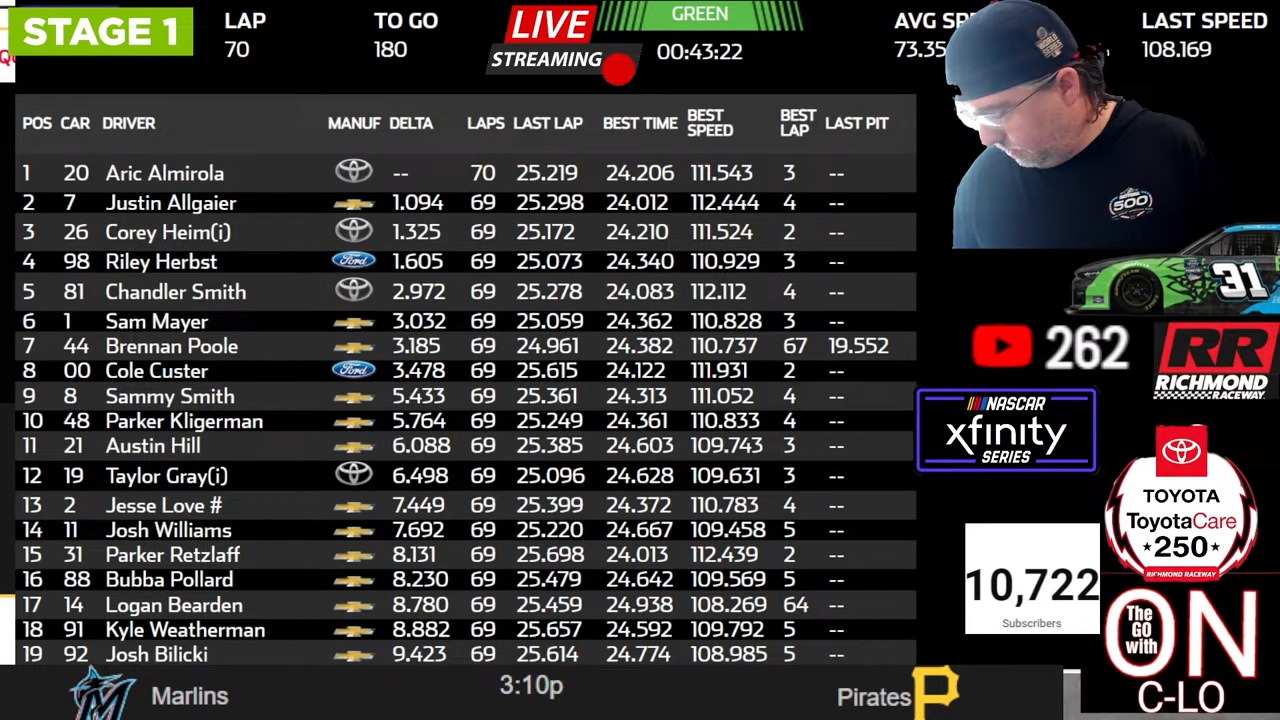 STAGE 1
LAP
70
TO GO
180
LIVE
STREAMING
GREEN
00:43:22
AVG
73.35
LAST SPEED
108.169
POS CAR DRIVER MANUF DELTA LAPS LAST LAP BEST TIME BEST SPEED BEST LAP LAST PIT
1 20 Aric Almirola -- 70 25.219 24.206 111.543 3 --
2 7 Justin Allgaier 1.094 69 25.298 24.012 112.444 4 --
3 26 Corey Heim(i) 1.325 69 25.172 24.210 111.524 2 --
4 98 Riley Herbst Ford 1.605 69 25.073 24.340 110.929 3 --
5 81 Chandler Smith 2.972 69 25.278 24.083 112.112 4 --
6 1 Sam Mayer 3.032 69 25.059 24.362 110.828 3 --
7 44 Brennan Poole 3.185 69 24.961 24.382 110.737 67 19.552
8 00 Cole Custer Ford 3.478 69 25.615 24.122 111.931 2 --
9 8 Sammy Smith 5.433 69 25.361 24.313 111.052 4 --
10 48 Parker Kligerman 5.764 69 25.249 24.361 110.833 4 --
11 21 Austin Hill 6.088 69 25.385 24.603 109.743 3 --
12 19 Taylor Gray(i) 6.498 69 25.096 24.628 109.631 3 --
13 2 Jesse Love # 7.449 69 25.399 24.372 110.783 4 --
14 11 Josh Williams 7.692 69 25.220 24.667 109.458 5 --
15 31 Parker Retzlaff 8.131 69 25.698 24.013 112.439 2 --
16 88 Bubba Pollard 8.230 69 25.479 24.642 109.569 5 --
17 14 Logan Bearden 8.780 69 25.459 24.938 108.269 64 --
18 91 Kyle Weatherman 8.882 69 25.657 24.592 109.792 5 --
19 92 Josh Bilicki 9.423 69 25.614 24.774 108.985 5 --
500
31
262
RR
RICHMOND
RACEWAY
NASCAR
xfinity
SERIES
TOYOTA
ToyotaCare
250
RICHMOND RACEWAY
10,722
Subscribers
The
GO
with
ON
C-LO
M
Marlins
3:10p
Pirates
P